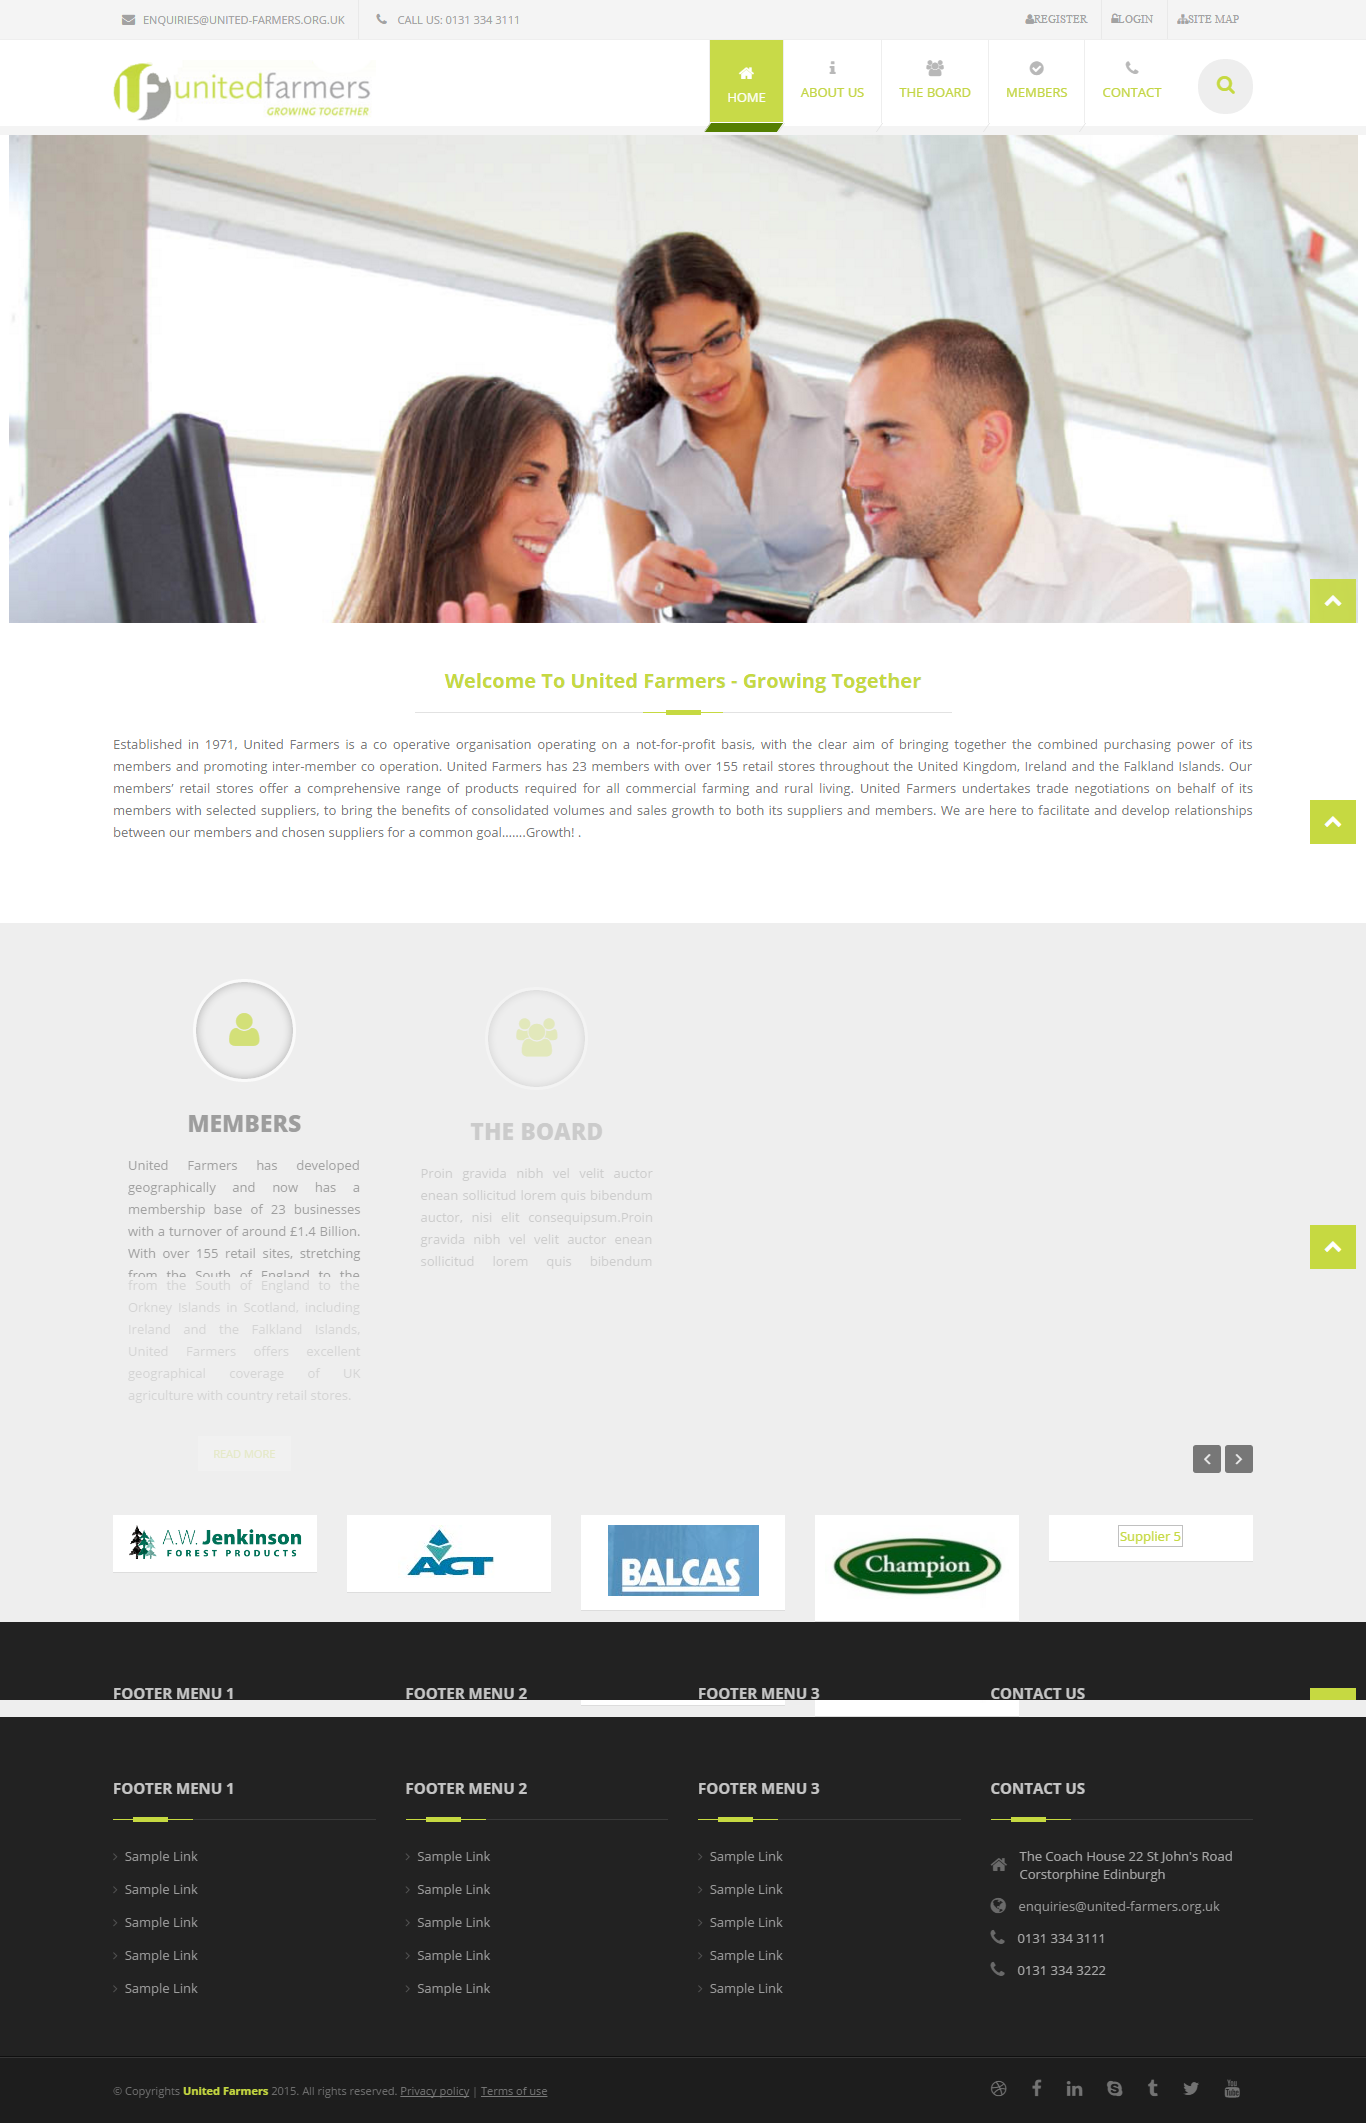 ENQUIRIES@UNITED-FARMERS.ORG.UK CALL US: 0131 334 3111 REGISTER LOGIN SITE MAP
unitedfarmers
GROWING TOGETHER
HOME ABOUT US THE BOARD MEMBERS CONTACT
Welcome To United Farmers - Growing Together
Established in 1971, United Farmers is a co operative organisation operating on a not-for-profit basis, with the clear aim of bringing together the combined purchasing power of its
members and promoting inter-member co operation. United Farmers has 23 members with over 155 retail stores throughout the United Kingdom, Ireland and the Falkland Islands. Our
members’ retail stores offer a comprehensive range of products required for all commercial farming and rural living. United Farmers undertakes trade negotiations on behalf of its
members with selected suppliers, to bring the benefits of consolidated volumes and sales growth to both its suppliers and members. We are here to facilitate and develop relationships
between our members and chosen suppliers for a common goal…….Growth! .
MEMBERS
United Farmers has developed
geographically and now has a
membership base of 23 businesses
with a turnover of around £1.4 Billion.
With over 155 retail sites, stretching
from the South of England to the
from the South of England to the
Orkney Islands in Scotland, including
Ireland and the Falkland Islands,
United Farmers offers excellent
geographical coverage of UK
agriculture with country retail stores.
READ MORE
THE BOARD
Proin gravida nibh vel velit auctor
enean sollicitud lorem quis bibendum
auctor, nisi elit consequipsum.Proin
gravida nibh vel velit auctor enean
sollicitud lorem quis bibendum
A.W. Jenkinson
FOREST PRODUCTS
ACT
BALCAS
Champion
Supplier 5
FOOTER MENU 1 FOOTER MENU 2 FOOTER MENU 3 CONTACT US
FOOTER MENU 1
Sample Link
Sample Link
Sample Link
Sample Link
Sample Link
FOOTER MENU 2
Sample Link
Sample Link
Sample Link
Sample Link
Sample Link
FOOTER MENU 3
Sample Link
Sample Link
Sample Link
Sample Link
Sample Link
CONTACT US
The Coach House 22 St John's Road
Corstorphine Edinburgh
enquiries@united-farmers.org.uk
0131 334 3111
0131 334 3222
© Copyrights United Farmers 2015. All rights reserved. Privacy policy | Terms of use
You
Tube